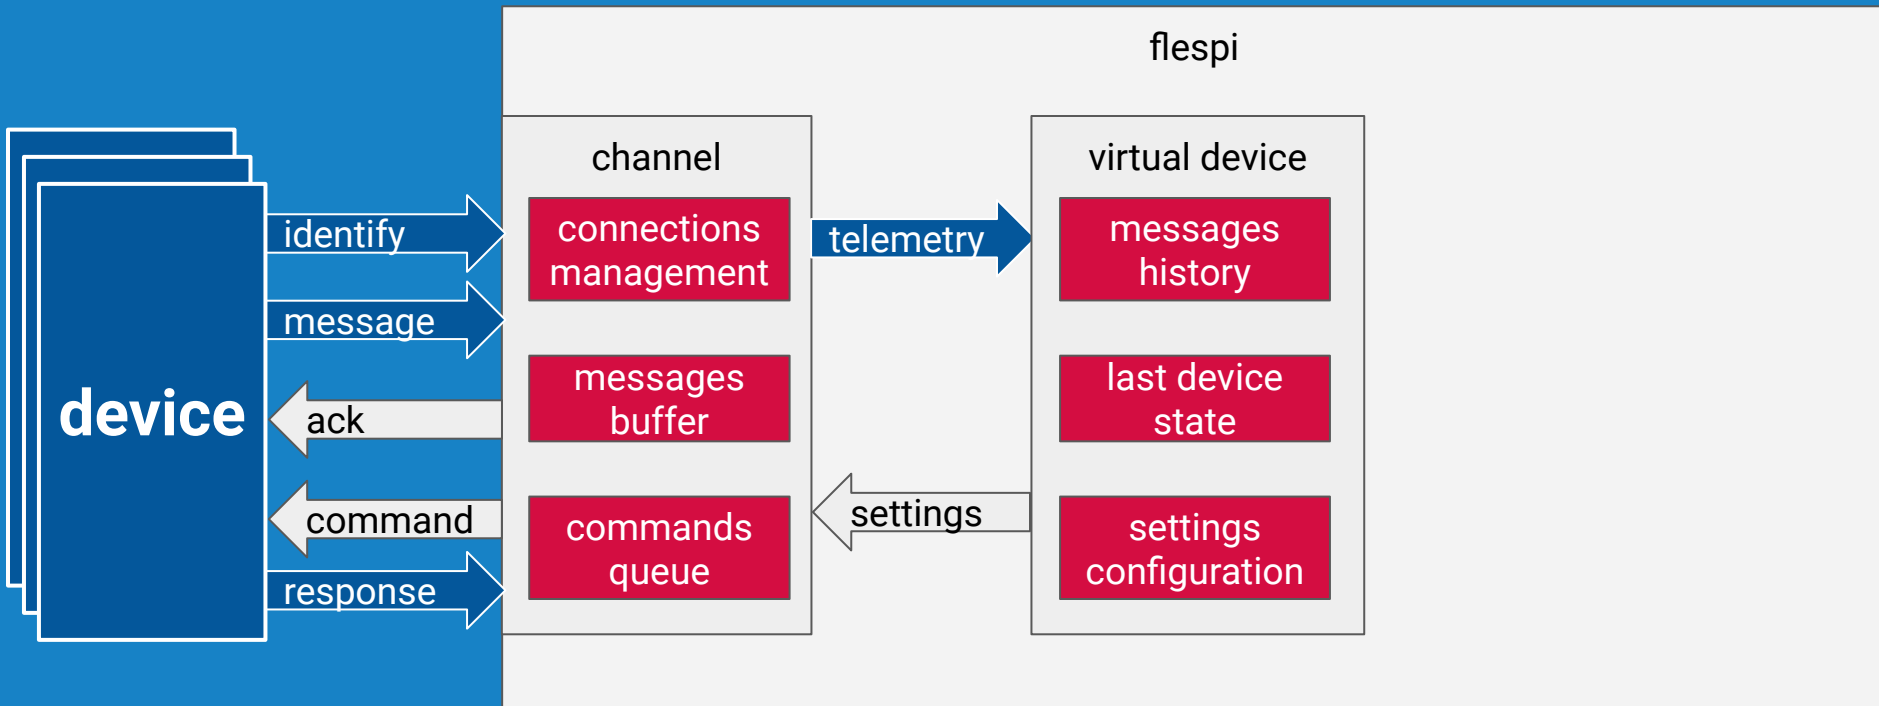 flespi
device
identify
message
ack
command
response
channel
connections
management
messages
buffer
commands
queue
telemetry
settings
virtual device
messages
history
last device
state
settings
configuration